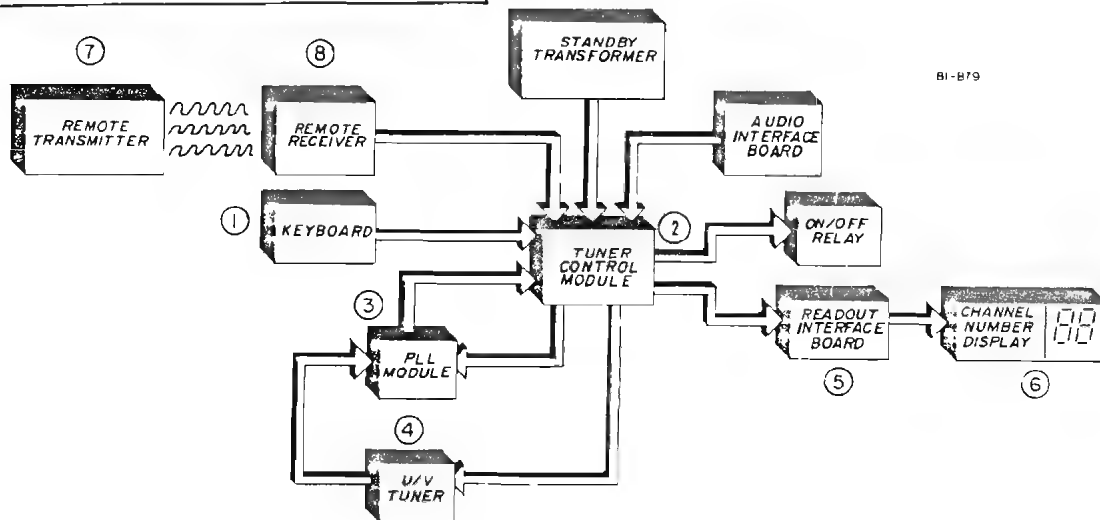 7
8
STANDBY
TRANSFORMER
BI-879
REMOTE
TRANSMITTER
REMOTE
RECEIVER
AUDIO
INTERFACE
BOARD
1
KEYBOARD
2
TUNER
CONTROL
MODULE
ON/OFF
RELAY
3
PLL
MODULE
READOUT
INTERFACE
BOARD
CHANNEL
NUMBER
DISPLAY
88
5
6
4
U/V
TUNER